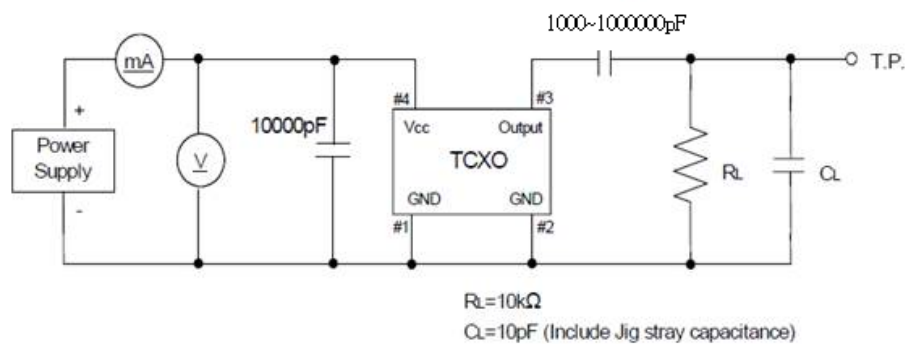 1000~1000000pF
mA
T.P.
+
#4
#3
10000pF
Vcc
Output
Power
Supply
V
TCXO
RL
CL
GND
GND
-
#1
#2
RL=10kΩ
CL=10pF (Include Jig stray capacitance)